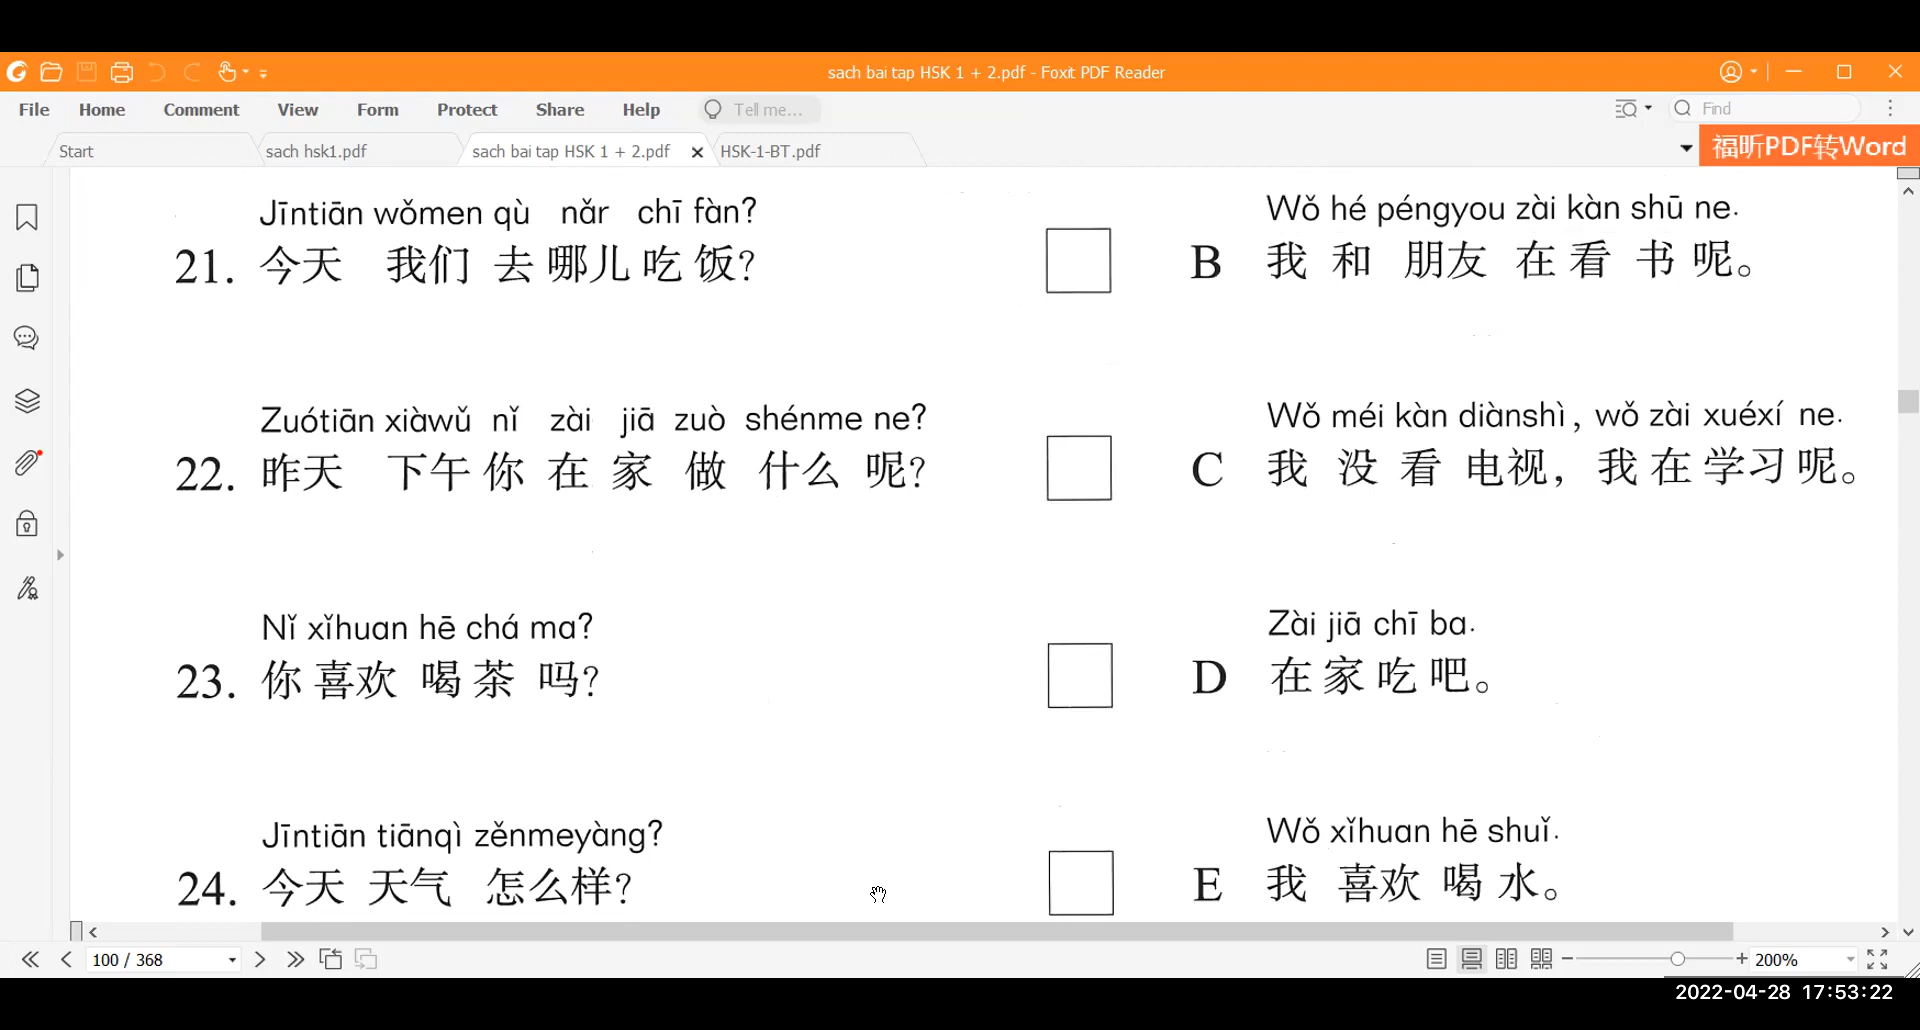 sach bai tap HSK 1 + 2.pdf - Foxit PDF Reader
File Home Comment View Form Protect Share Help Tell me... Find
Start sach hsk1.pdf sach bai tap HSK 1 + 2.pdf HSK-1-BT.pdf 福昕PDF转Word
Jīntiān wǒmen qù nǎr chī fàn?
21. 今天 我们 去 哪儿 吃 饭?
Wǒ hé péngyou zài kàn shū ne.
B 我 和 朋友 在 看 书 呢。
Zuótiān xiàwǔ nǐ zài jiā zuò shénme ne?
22. 昨天 下午 你 在 家 做 什么 呢?
Wǒ méi kàn diànshì, wǒ zài xuéxí ne.
C 我 没 看 电视, 我 在 学习 呢。
Nǐ xǐhuan hē chá ma?
23. 你 喜欢 喝 茶 吗?
Zài jiā chī ba.
D 在 家 吃 吧。
Jīntiān tiānqì zěnmeyàng?
24. 今天 天气 怎么样?
Wǒ xǐhuan hē shuǐ.
E 我 喜欢 喝 水。
100 / 368 200%
2022-04-28 17:53:22